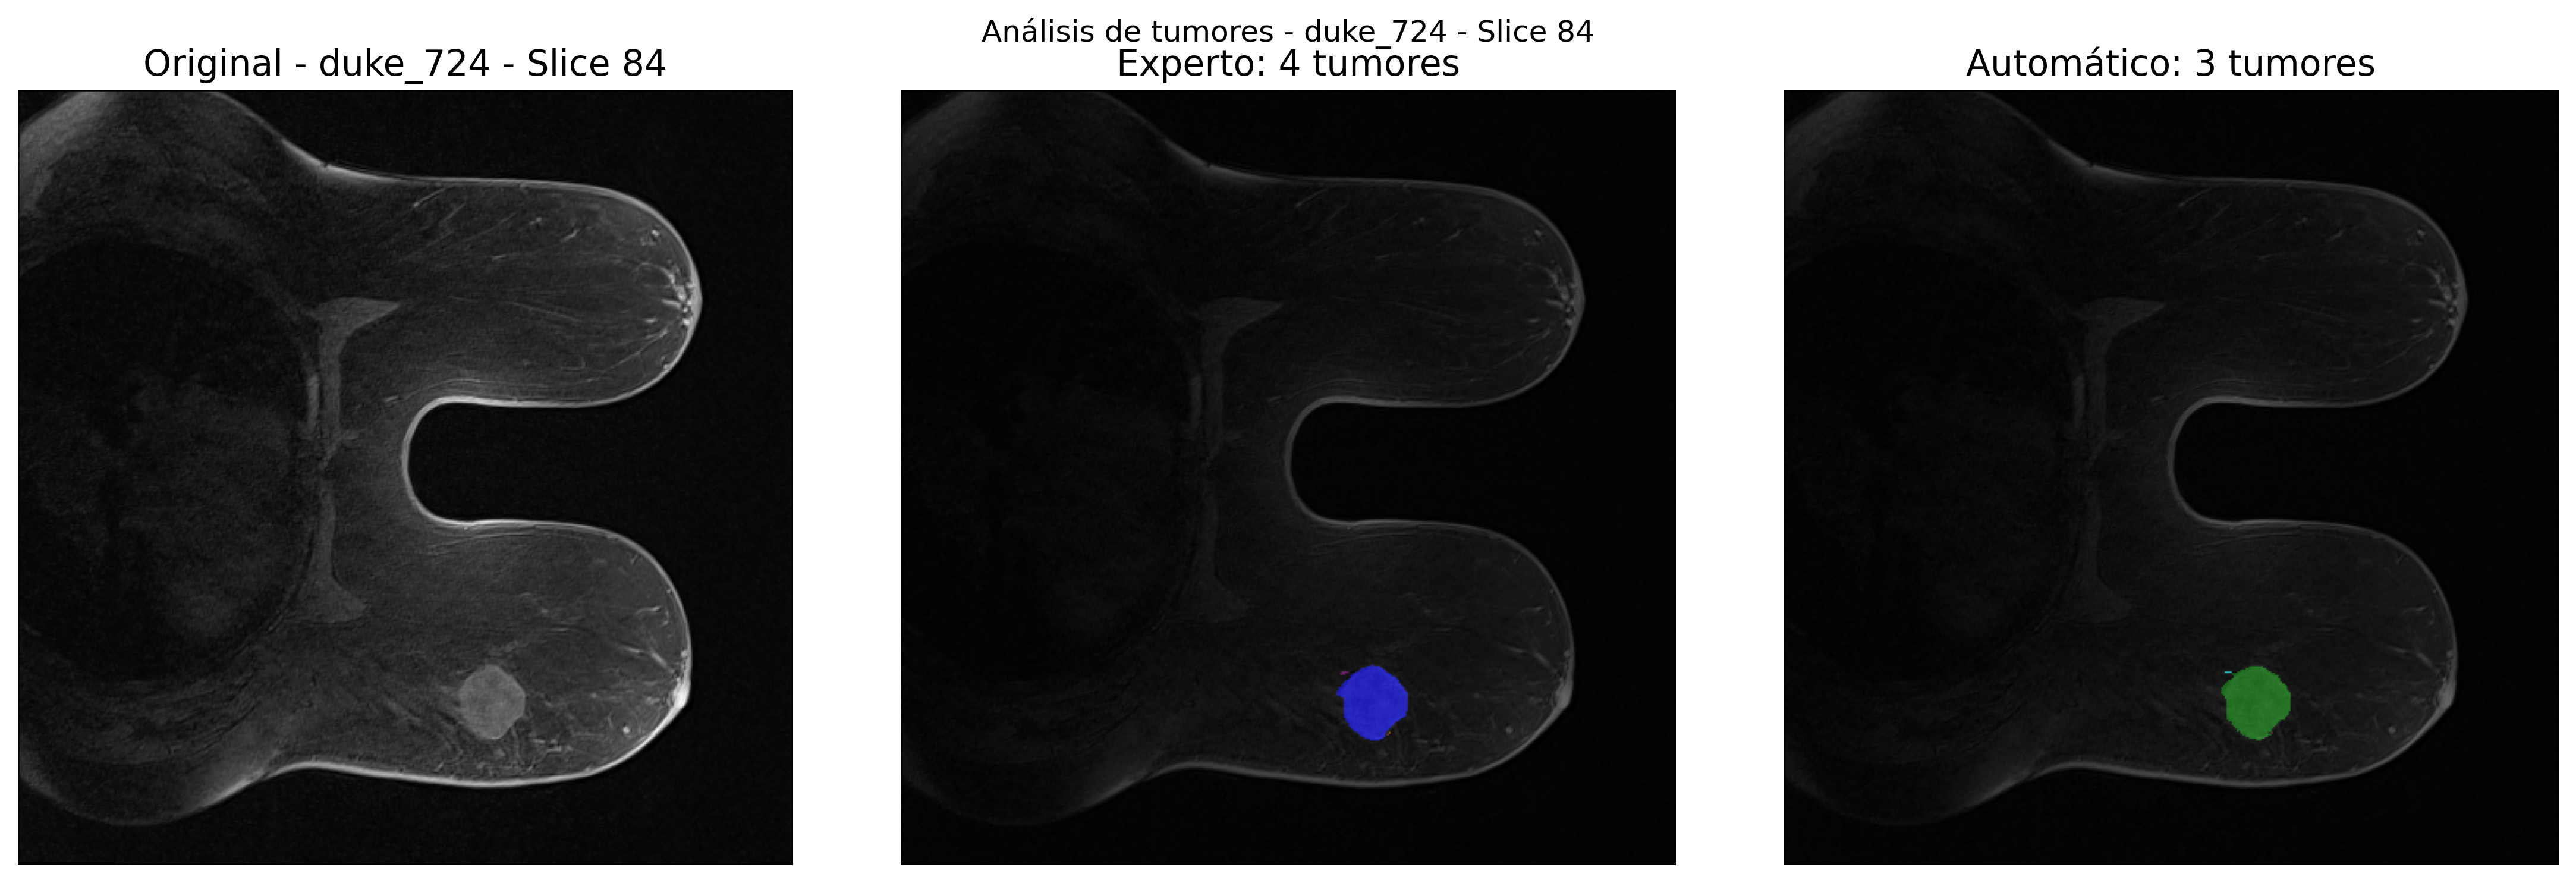 Análisis de tumores - duke_724 - Slice 84
Original - duke_724 - Slice 84
Experto: 4 tumores
Automático: 3 tumores